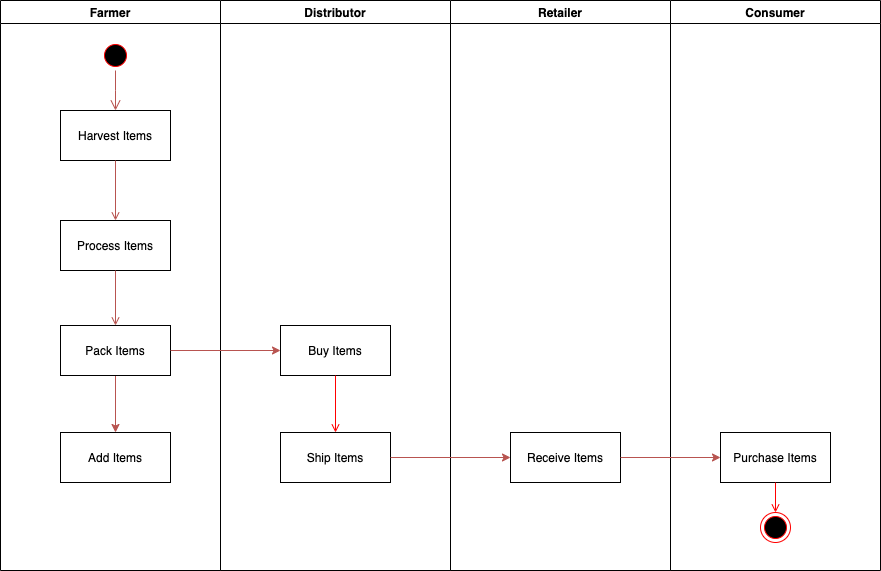 Farmer
Distributor
Retailer
Consumer
Harvest Items
Process Items
Pack Items
Buy Items
Add Items
Ship Items
Receive Items
Purchase Items